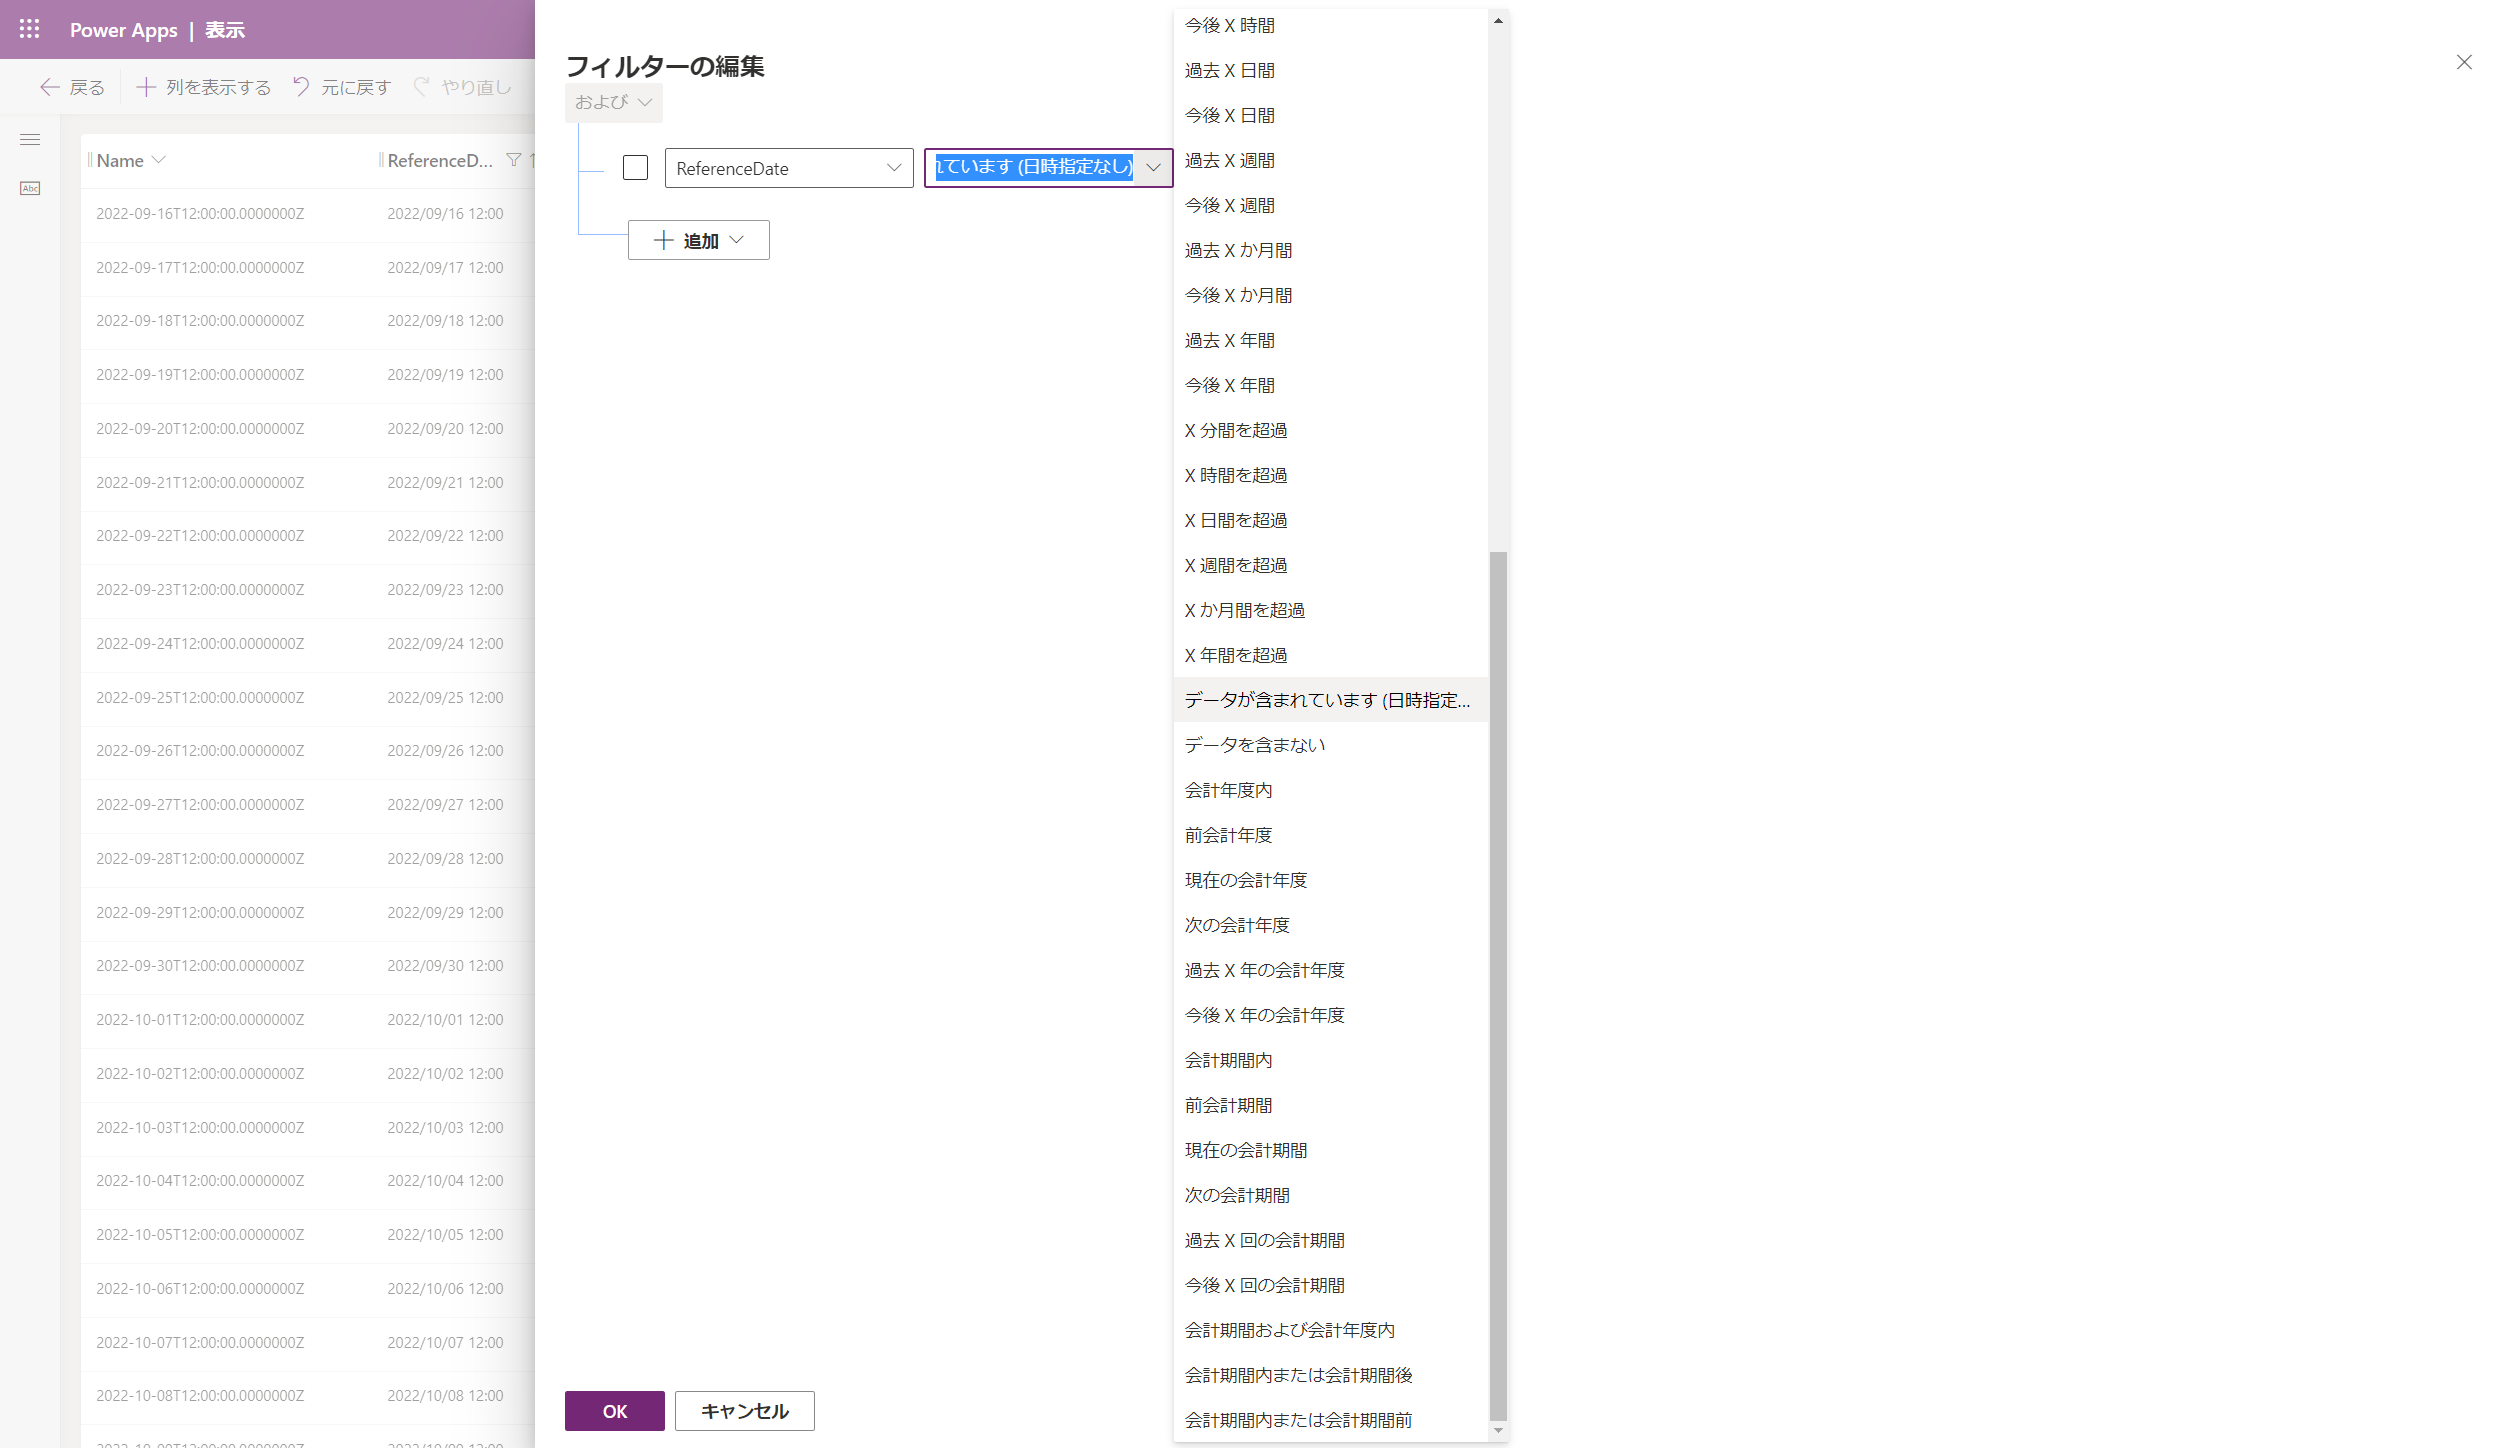 Power Apps | 表示
戻る 列を表示する 元に戻す やり直し
Abc
Name ReferenceD...
2022-09-16T12:00:00.0000000Z 2022/09/16 12:00
2022-09-17T12:00:00.0000000Z 2022/09/17 12:00
2022-09-18T12:00:00.0000000Z 2022/09/18 12:00
2022-09-19T12:00:00.0000000Z 2022/09/19 12:00
2022-09-20T12:00:00.0000000Z 2022/09/20 12:00
2022-09-21T12:00:00.0000000Z 2022/09/21 12:00
2022-09-22T12:00:00.0000000Z 2022/09/22 12:00
2022-09-23T12:00:00.0000000Z 2022/09/23 12:00
2022-09-24T12:00:00.0000000Z 2022/09/24 12:00
2022-09-25T12:00:00.0000000Z 2022/09/25 12:00
2022-09-26T12:00:00.0000000Z 2022/09/26 12:00
2022-09-27T12:00:00.0000000Z 2022/09/27 12:00
2022-09-28T12:00:00.0000000Z 2022/09/28 12:00
2022-09-29T12:00:00.0000000Z 2022/09/29 12:00
2022-09-30T12:00:00.0000000Z 2022/09/30 12:00
2022-10-01T12:00:00.0000000Z 2022/10/01 12:00
2022-10-02T12:00:00.0000000Z 2022/10/02 12:00
2022-10-03T12:00:00.0000000Z 2022/10/03 12:00
2022-10-04T12:00:00.0000000Z 2022/10/04 12:00
2022-10-05T12:00:00.0000000Z 2022/10/05 12:00
2022-10-06T12:00:00.0000000Z 2022/10/06 12:00
2022-10-07T12:00:00.0000000Z 2022/10/07 12:00
2022-10-08T12:00:00.0000000Z 2022/10/08 12:00
フィルターの編集
および
ReferenceDate れています (日時指定なし)
追加
今後 X 時間
過去 X 日間
今後 X 日間
過去 X 週間
今後 X 週間
過去 X か月間
今後 X か月間
過去 X 年間
今後 X 年間
X 分間を超過
X 時間を超過
X 日間を超過
X 週間を超過
X か月間を超過
X 年間を超過
データが含まれています (日時指定...
データを含まない
会計年度内
前会計年度
現在の会計年度
次の会計年度
過去 X 年の会計年度
今後 X 年の会計年度
会計期間内
前会計期間
現在の会計期間
次の会計期間
過去 X 回の会計期間
今後 X 回の会計期間
会計期間および会計年度内
会計期間内または会計期間後
会計期間内または会計期間前
OK キャンセル